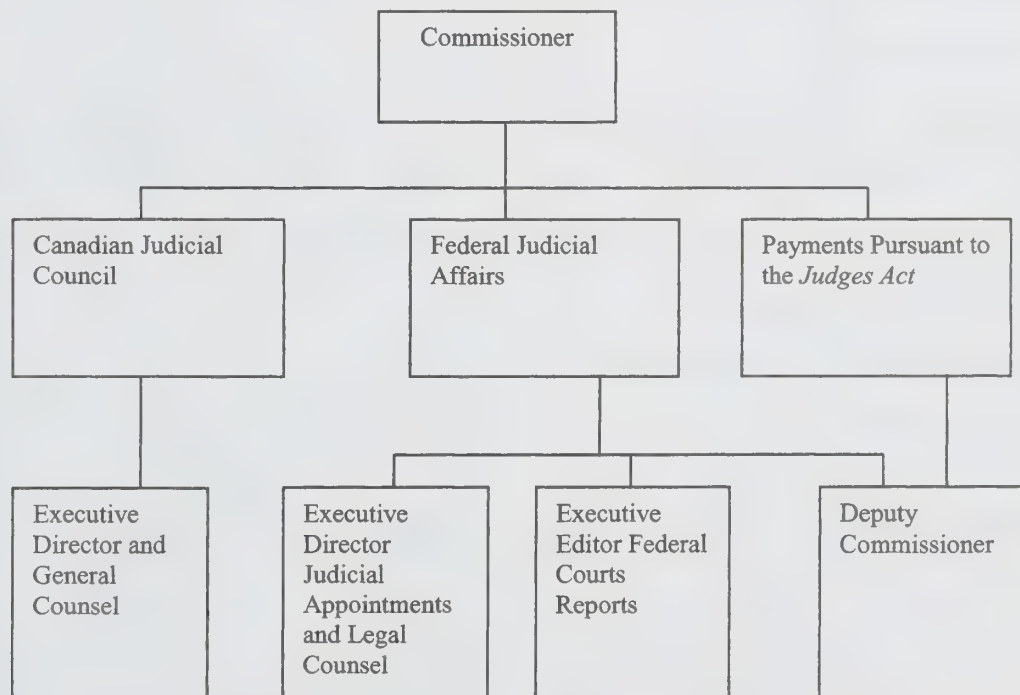 Commissioner
Canadian Judicial
Council
Federal Judicial
Affairs
Payments Pursuant to
the Judges Act
Executive
Director and
General
Counsel
Executive
Director
Judicial
Appointments
and Legal
Counsel
Executive
Editor Federal
Courts
Reports
Deputy
Commissioner